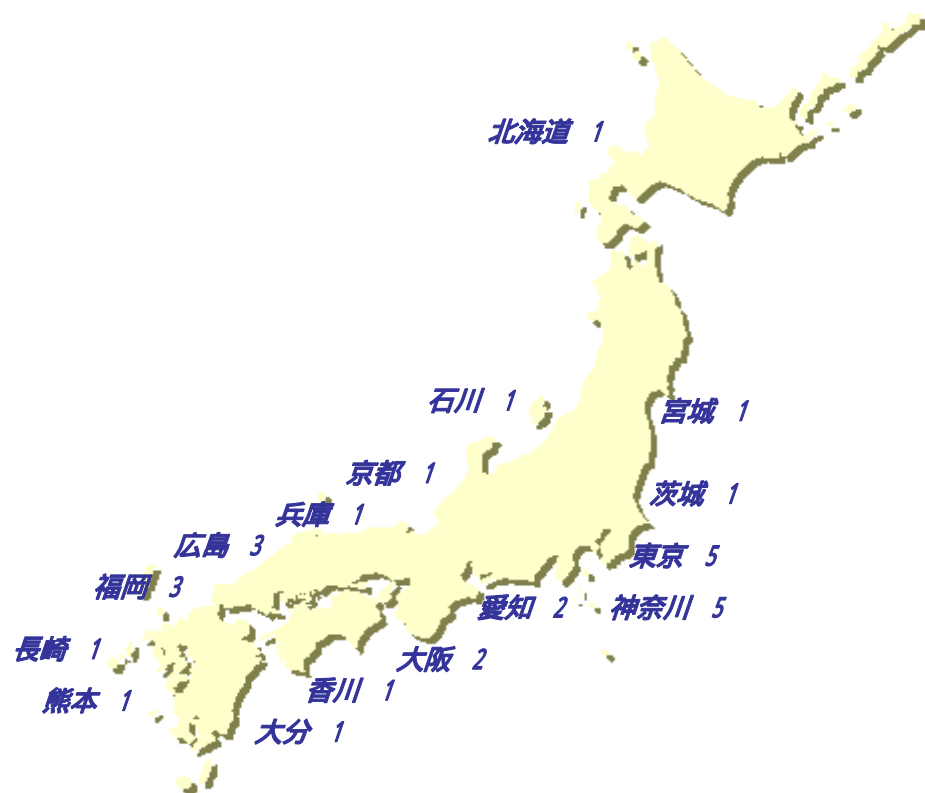 北海道 1
石川 1
宮城 1
京都 1
茨城 1
兵庫 1
広島 3
東京 5
福岡 3
愛知 2
神奈川 5
長崎 1
大阪 2
香川 1
熊本 1
大分 1